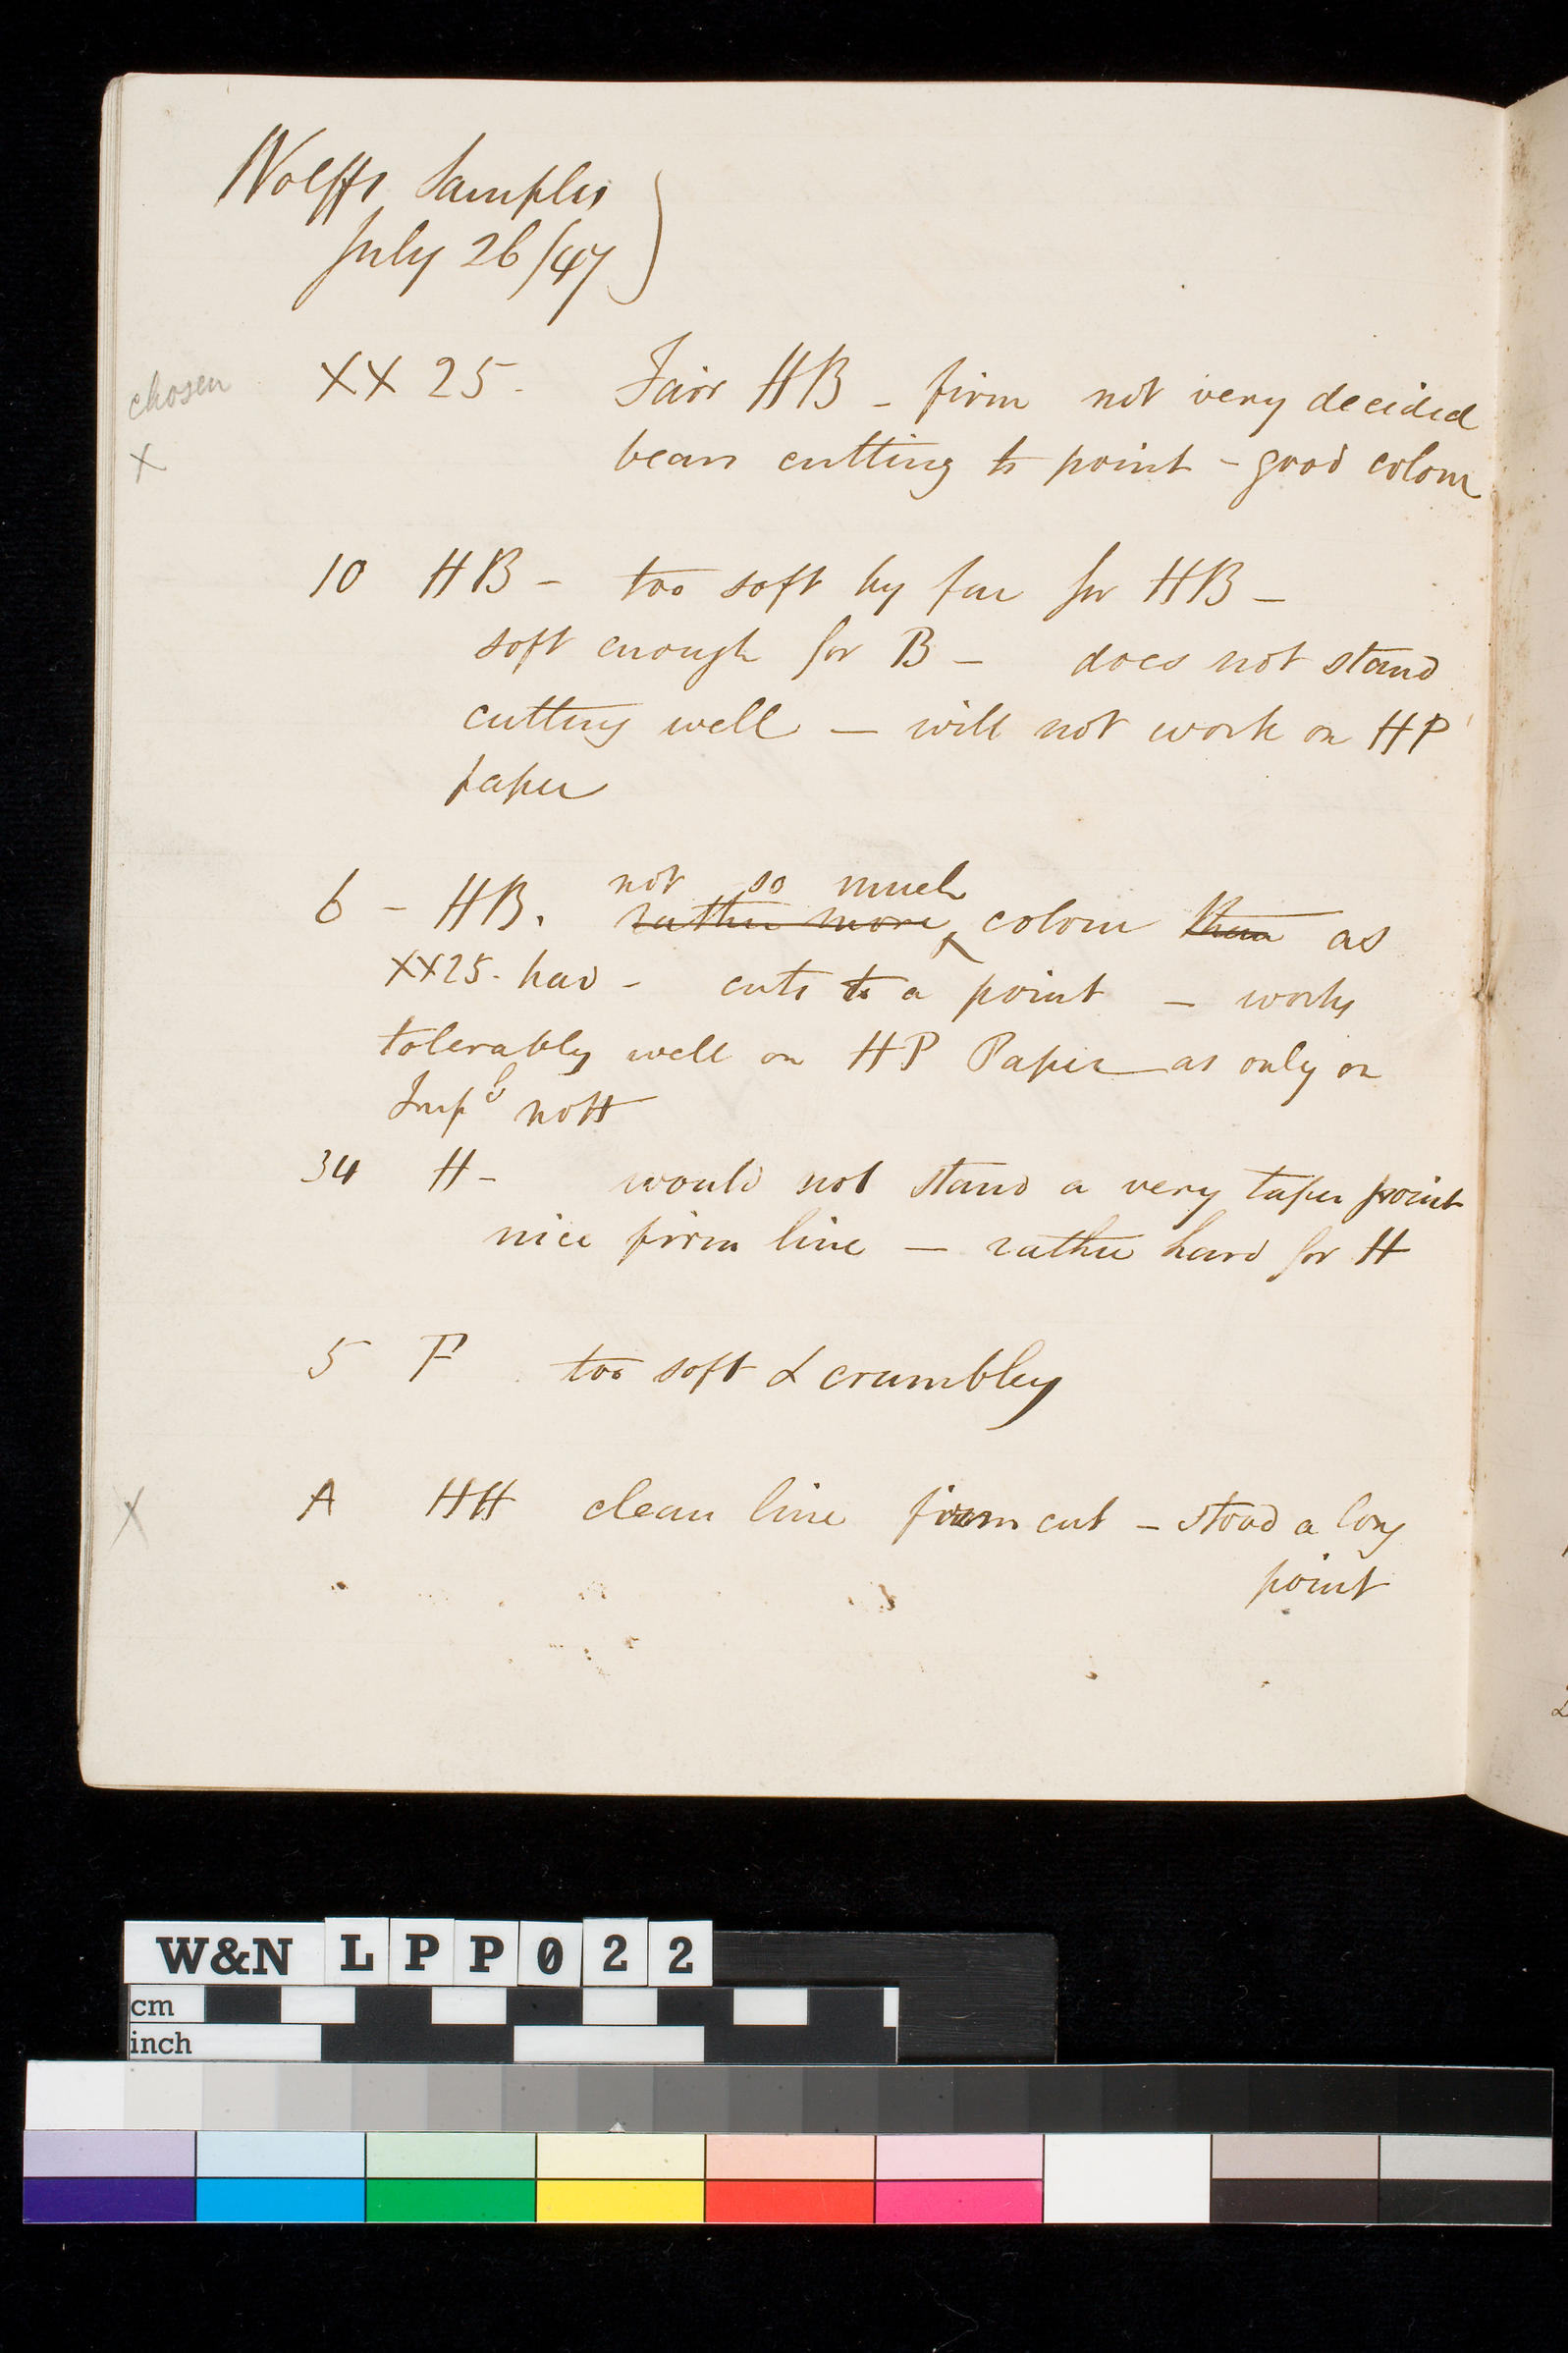 Wolffs Samples
July 26/47
chosen XX 25. Fair HB - firm not very decided
X bears cutting to point - good colour
10 HB - too soft by far for HB -
soft enough for B - does not stand
cutting well - will not work on HP
paper
not so much
6 - HB. rather more colour than as
XX25. had - cuts to a point - works
tolerably well on HP Paper as only on
Impl nott
34 H - would not stand a very taper point
nice firm line - rather hard for H
5 F too soft & crumbley
X A HH clean line firm cut - stood a long
point
W&N LPP022
cm
inch